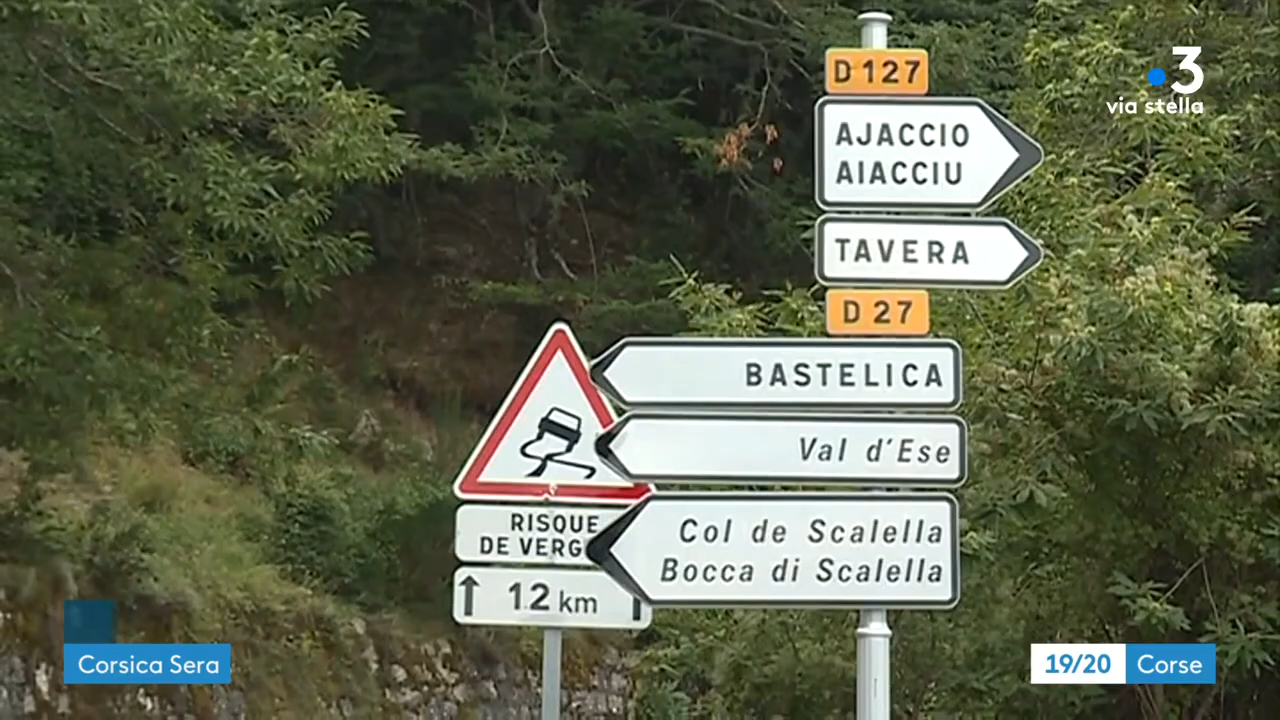 D 127
3
via stella
AJACCIO
AIACCIU
TAVERA
D 27
BASTELICA
Val d'Ese
RISQUE
DE VERG
Col de Scalella
Bocca di Scalella
12 km
Corsica Sera
19/20 Corse